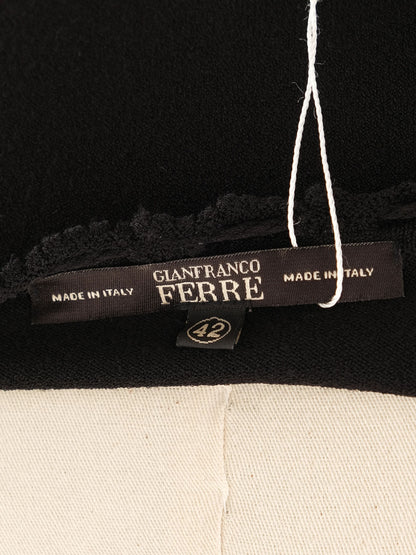 MADE IN ITALY
GIANFRANCO
FERRE
MADE IN ITALY
42